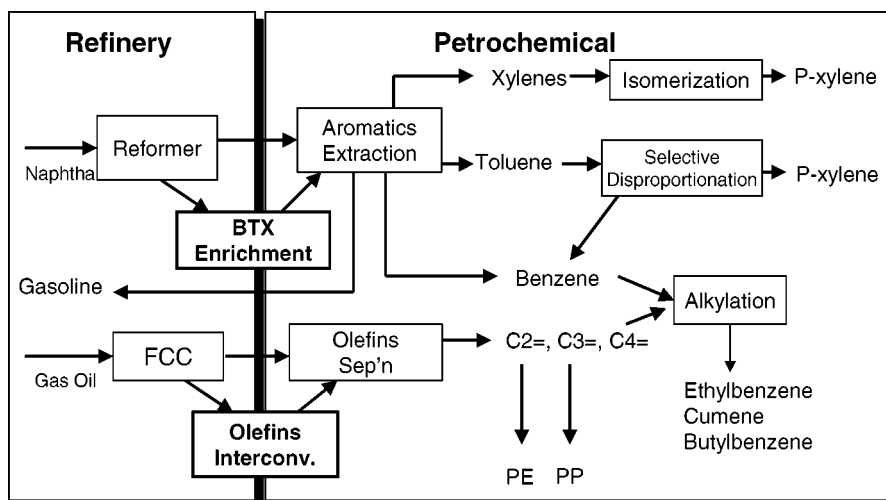 Refinery
Petrochemical
Xylenes
Isomerization
P-xylene
Naphtha
Reformer
Aromatics
Extraction
Toluene
Selective
Disproportionation
P-xylene
BTX
Enrichment
Gasoline
Benzene
Alkylation
Gas Oil
FCC
Olefins
Sep'n
C2=, C3=, C4=
Olefins
Interconv.
Ethylbenzene
Cumene
Butylbenzene
PE
PP